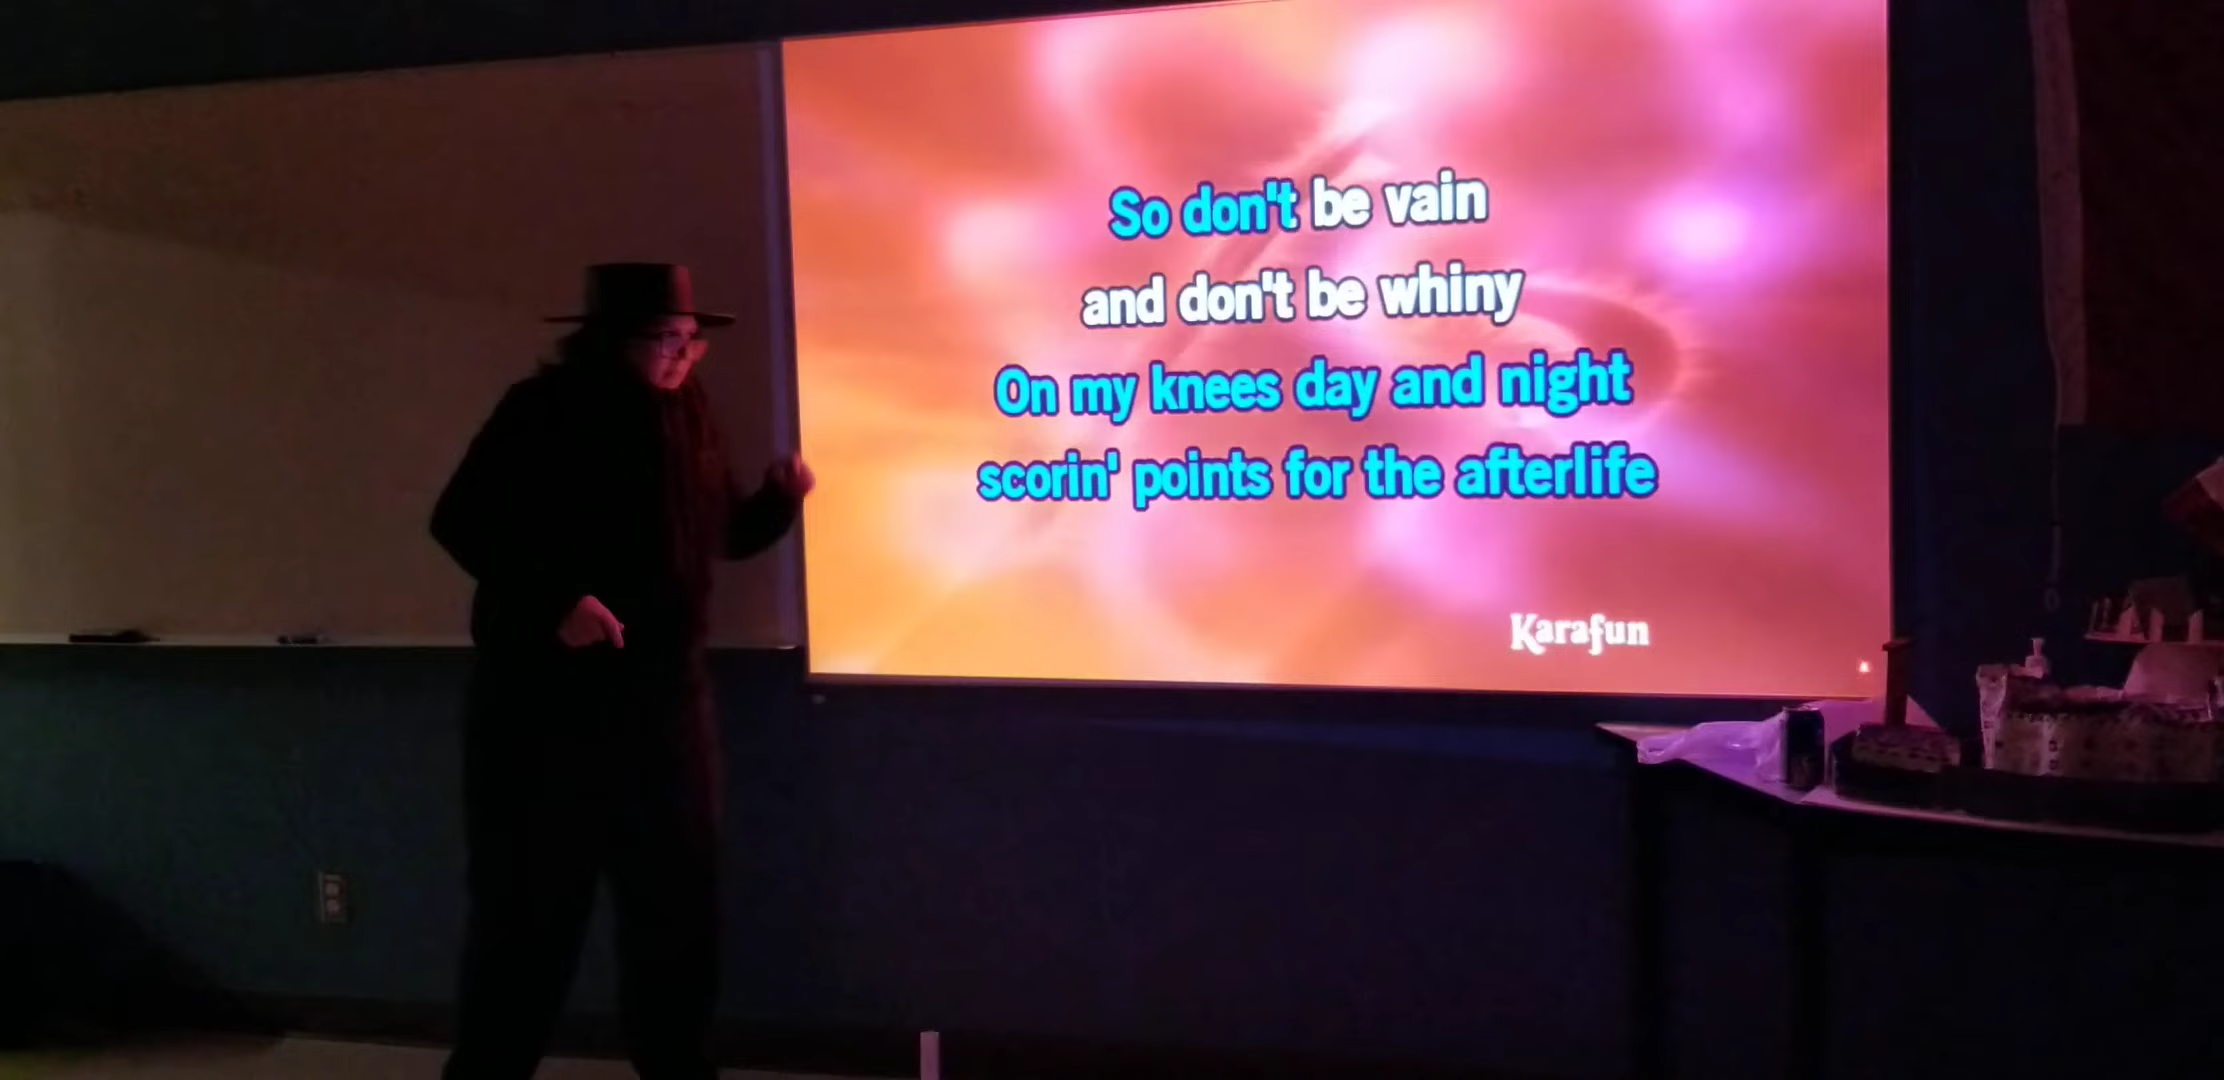 So don't be vain
and don't be whiny
On my knees day and night
scorin' points for the afterlife
Karafun